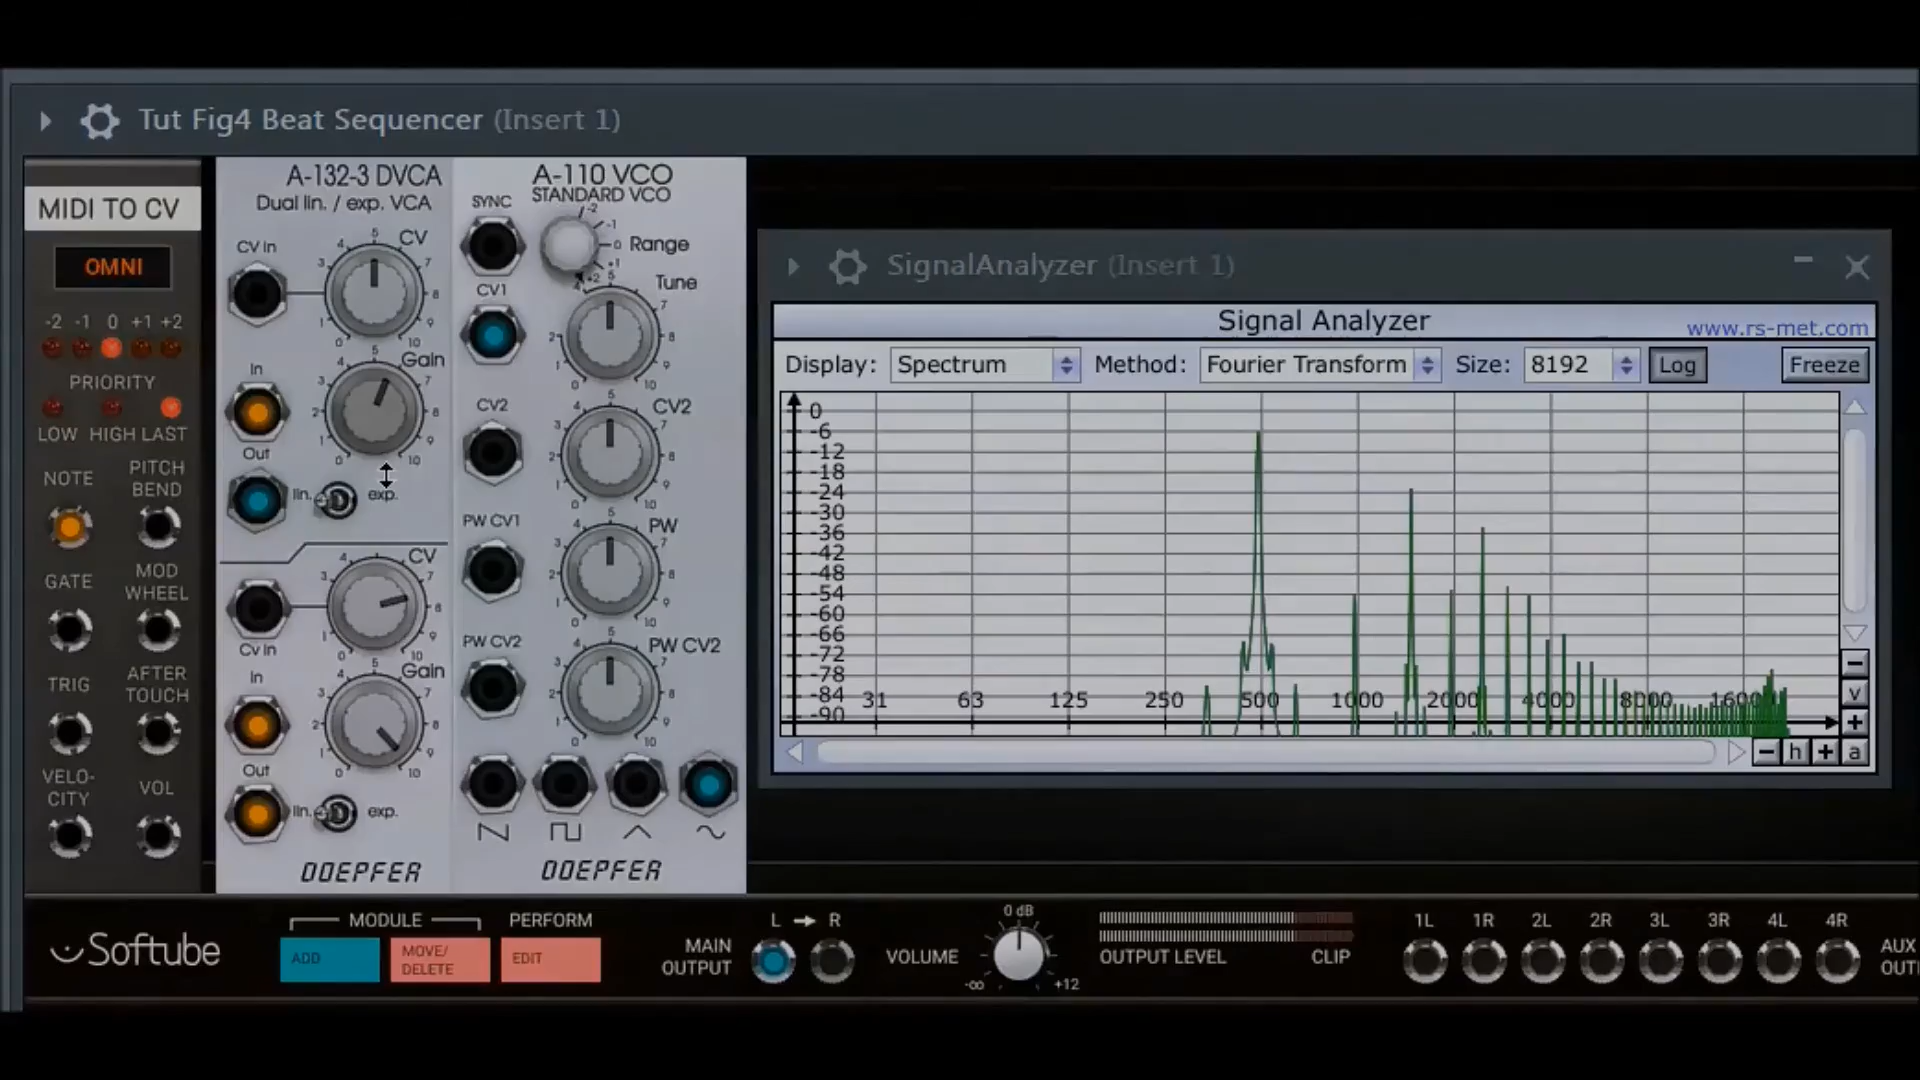 Tut Fig4 Beat Sequencer (Insert 1)
MIDI TO CV
OMNI
-2 -1 0 +1 +2
PRIORITY
LOW HIGH LAST
NOTE
PITCH BEND
GATE
MOD WHEEL
TRIG
AFTER TOUCH
VELO-CITY
VOL
A-132-3 DVCA
Dual lin. / exp. VCA
CV In
CV
In
Gain
Out
lin.
exp.
CV
Cv In
In
Gain
Out
lin.
exp.
DOEPFER
A-110 VCO
STANDARD VCO
SYNC
-2
-1
0
+1
+2
Range
CV1
Tune
CV2
CV2
PW CV1
PW
PW CV2
PW CV2
DOEPFER
SignalAnalyzer (Insert 1)
Signal Analyzer
www.rs-met.com
Display: Spectrum Method: Fourier Transform Size: 8192 Log Freeze
0
-6
-12
-18
-24
-30
-36
-42
-48
-54
-60
-66
-72
-78
-84
-90
31 63 125 250 500 1000 2000 4000 8000
v
+
- h + a
Softube
MODULE
ADD
MOVE/
DELETE
PERFORM
EDIT
MAIN
OUTPUT
L R
VOLUME
0 dB
-∞ +12
OUTPUT LEVEL CLIP
1L 1R 2L 2R 3L 3R 4L 4R
AUX